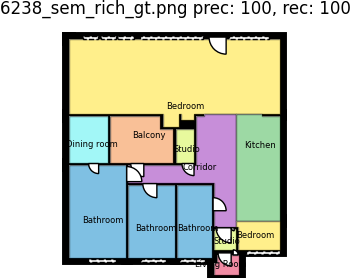 6238_sem_rich_gt.png prec: 100, rec: 100
Bedroom
Balcony
Dining room
Studio
Kitchen
Corridor
Bathroom
Bathroom
Bathroom
Studio
Bedroom
Living Room